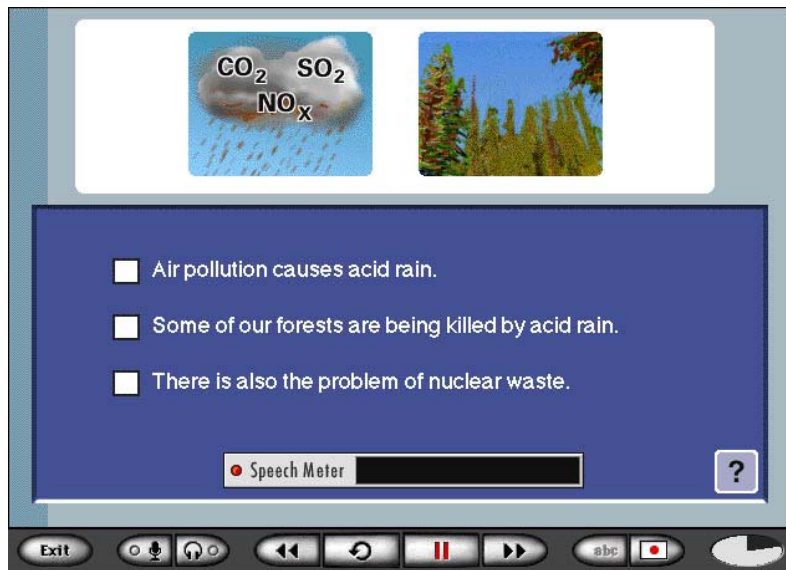 CO2 SO2
NOX
Air pollution causes acid rain.
Some of our forests are being killed by acid rain.
There is also the problem of nuclear waste.
Speech Meter
?
Exit
abc